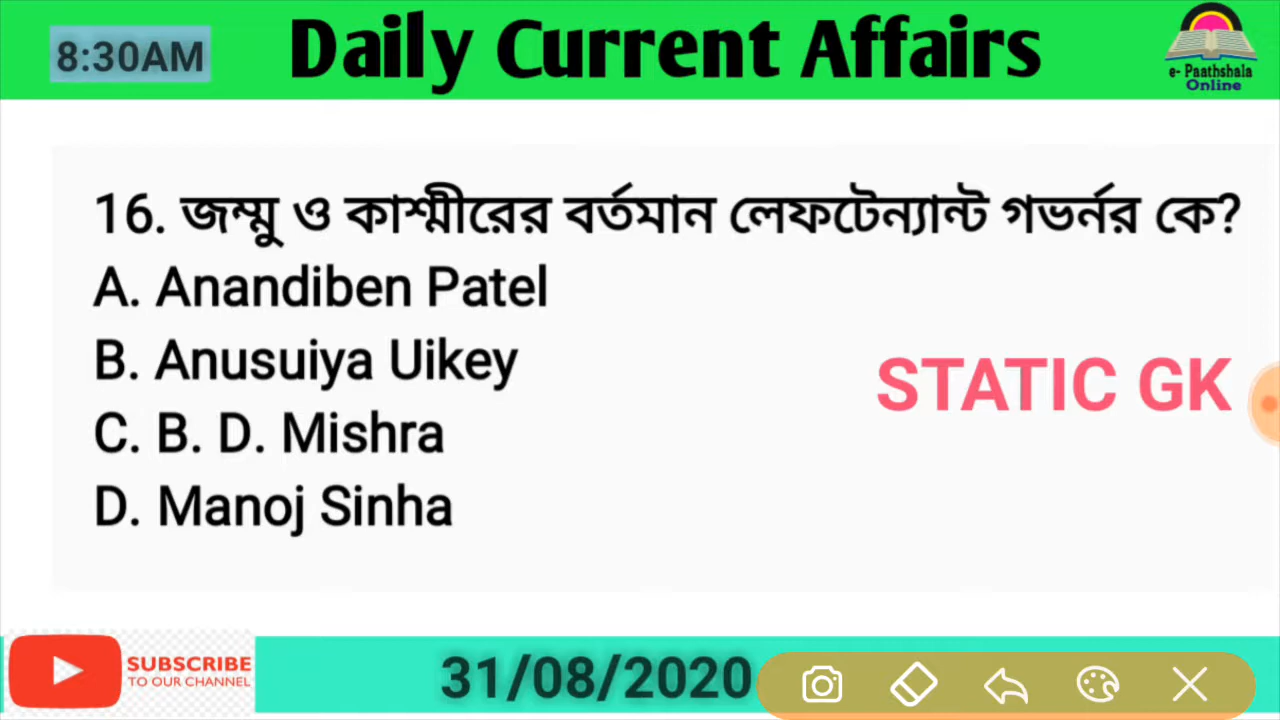 8:30AM
Daily Current Affairs
e- Paathshala
Online
16. জম্মু ও কাশ্মীরের বর্তমান লেফটেন্যান্ট গভর্নর কে?
A. Anandiben Patel
B. Anusuiya Uikey
C. B. D. Mishra
D. Manoj Sinha
STATIC GK
SUBSCRIBE
TO OUR CHANNEL
31/08/2020